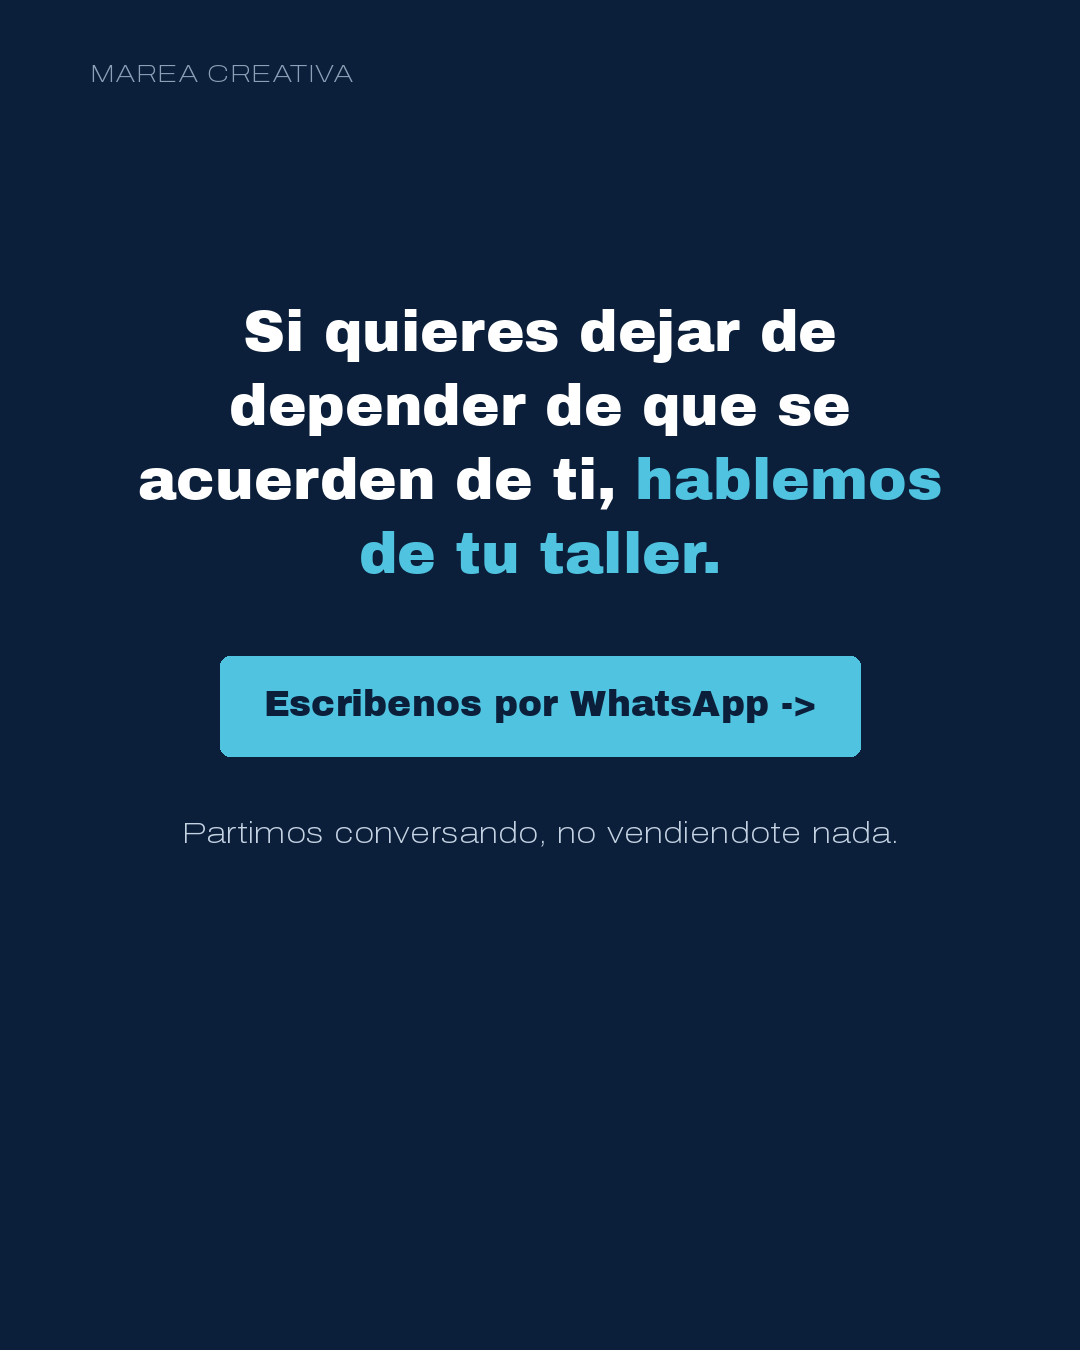 MAREA CREATIVA
Si quieres dejar de
depender de que se
acuerden de ti, hablemos
de tu taller.
Escribenos por WhatsApp ->
Partimos conversando, no vendiendote nada.